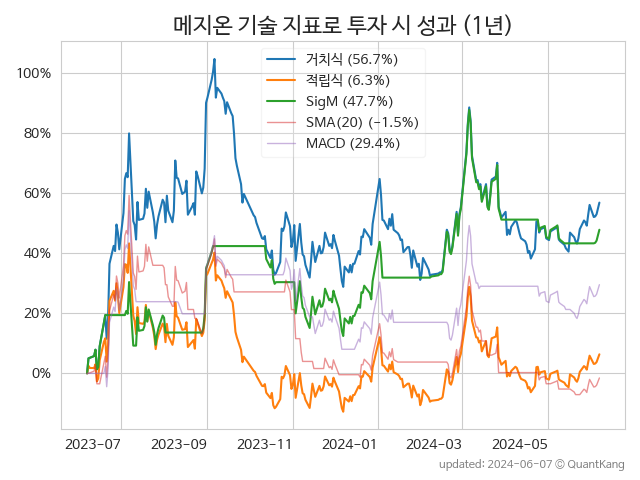 메지온 기술 지표로 투자 시 성과 (1년)
거치식 (56.7%)
적립식 (6.3%)
SigM (47.7%)
SMA(20) (-1.5%)
MACD (29.4%)
100%
80%
60%
40%
20%
0%
2023-07 2023-09 2023-11 2024-01 2024-03 2024-05
updated: 2024-06-07 © QuantKang